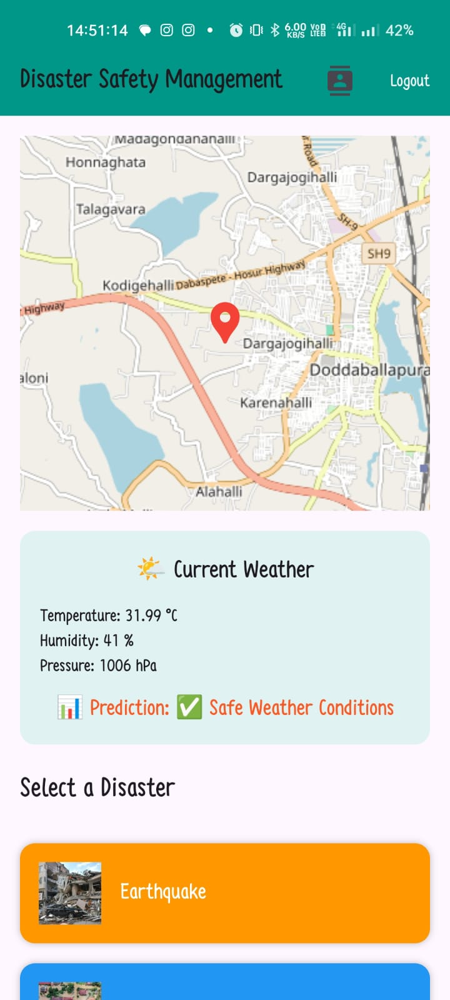 14:51:14 6.00 KB/S VoD LTE2 4G 42%
Disaster Safety Management Logout
Madagondanahalli
Honnaghata
Dargajogihalli
r Road
Talagavara
SH-9
SH9
Kodigehalli Dabaspete - Hosur Highway
Highway
Dargajogihalli
Doddaballapura
aloni
Karenahalli
Alahalli
Current Weather
Temperature: 31.99 °C
Humidity: 41 %
Pressure: 1006 hPa
Prediction: Safe Weather Conditions
Select a Disaster
Earthquake